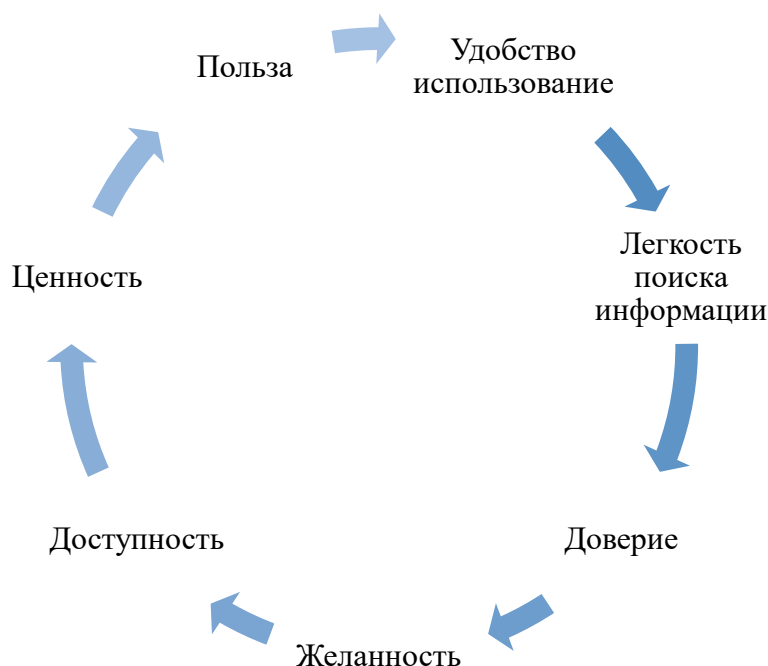 Польза
Удобство
использование
Легкость
поиска
информации
Доверие
Желанность
Доступность
Ценность